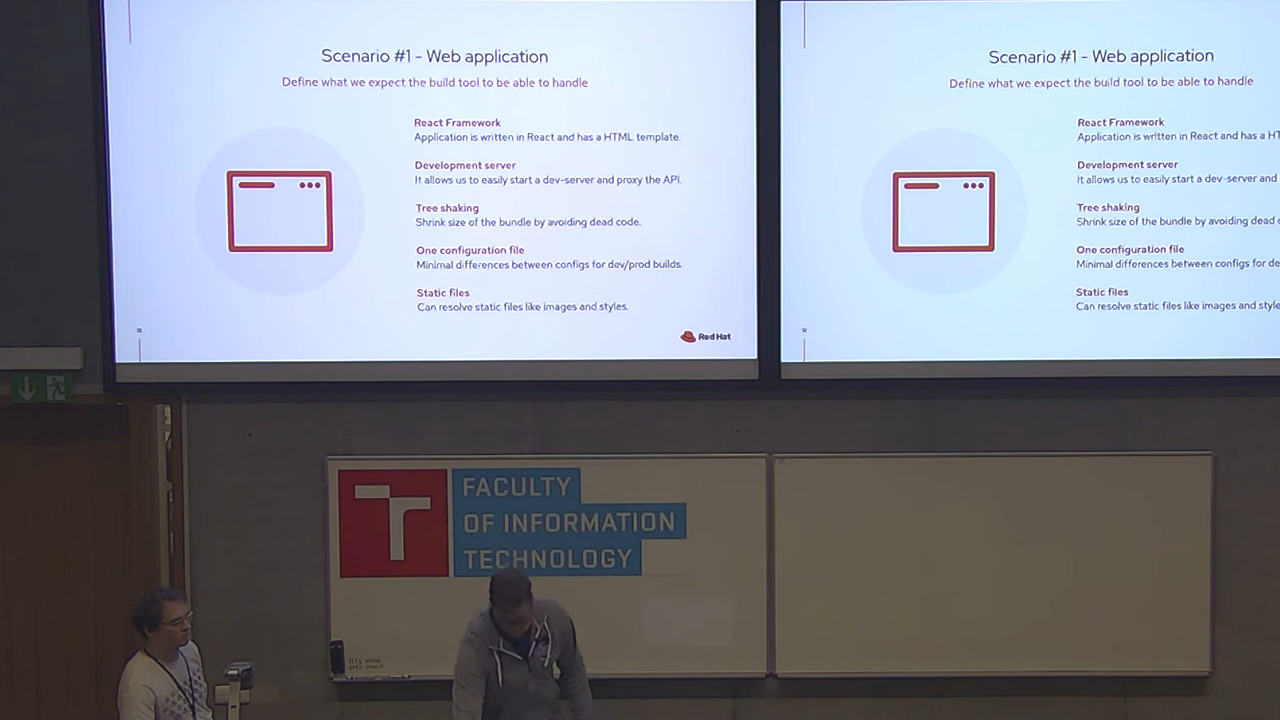 Scenario #1 - Web application
Define what we expect the build tool to be able to handle
React Framework
Application is written in React and has a HTML template.
Development server
It allows us to easily start a dev-server and proxy the API.
Tree shaking
Shrink size of the bundle by avoiding dead code.
One configuration file
Minimal differences between configs for dev/prod builds.
Static files
Can resolve static files like images and styles.
Red Hat
Scenario #1 - Web application
Define what we expect the build tool to be able to handle
React Framework
Application is written in React and has a HT
Development server
It allows us to easily start a dev-server and
Tree shaking
Shrink size of the bundle by avoiding dead
One configuration file
Minimal differences between configs for de
Static files
Can resolve static files like images and style
FACULTY
OF INFORMATION
TECHNOLOGY